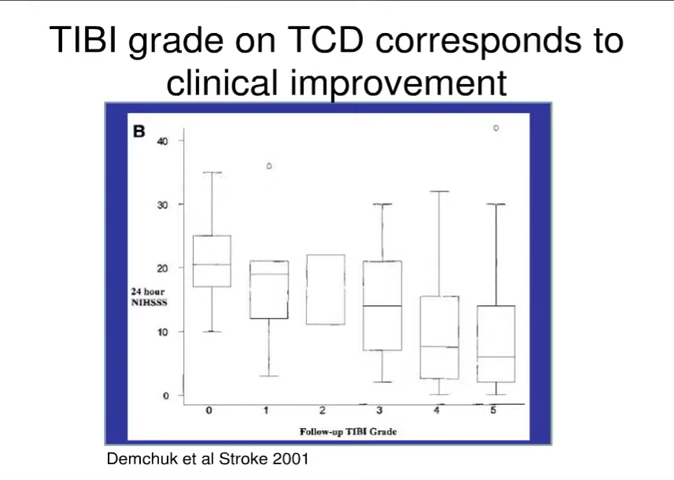 TIBI grade on TCD corresponds to
clinical improvement
B
40
30
20
24 hour
NIHSSS
10
0
0 1 2 3 4 5
Follow-up TIBI Grade
Demchuk et al Stroke 2001